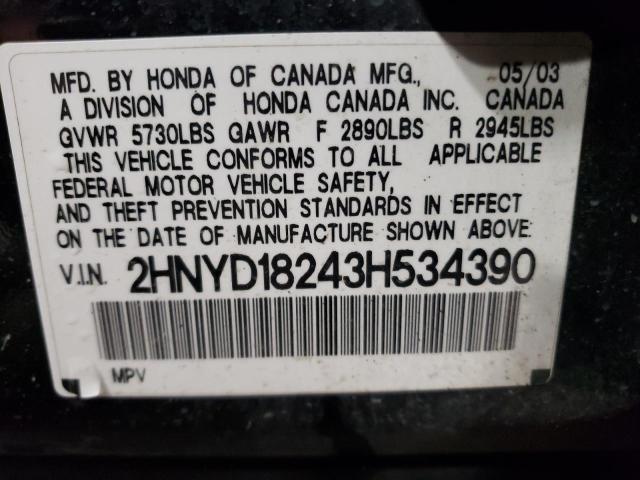 MFD. BY HONDA OF CANADA MFG., 05/03
A DIVISION OF HONDA CANADA INC. CANADA
GVWR 5730LBS GAWR F 2890LBS R 2945LBS
THIS VEHICLE CONFORMS TO ALL APPLICABLE
FEDERAL MOTOR VEHICLE SAFETY,
AND THEFT PREVENTION STANDARDS IN EFFECT
ON THE DATE OF MANUFACTURE SHOWN ABOVE.
V.I.N. 2HNYD18243H534390
MPV